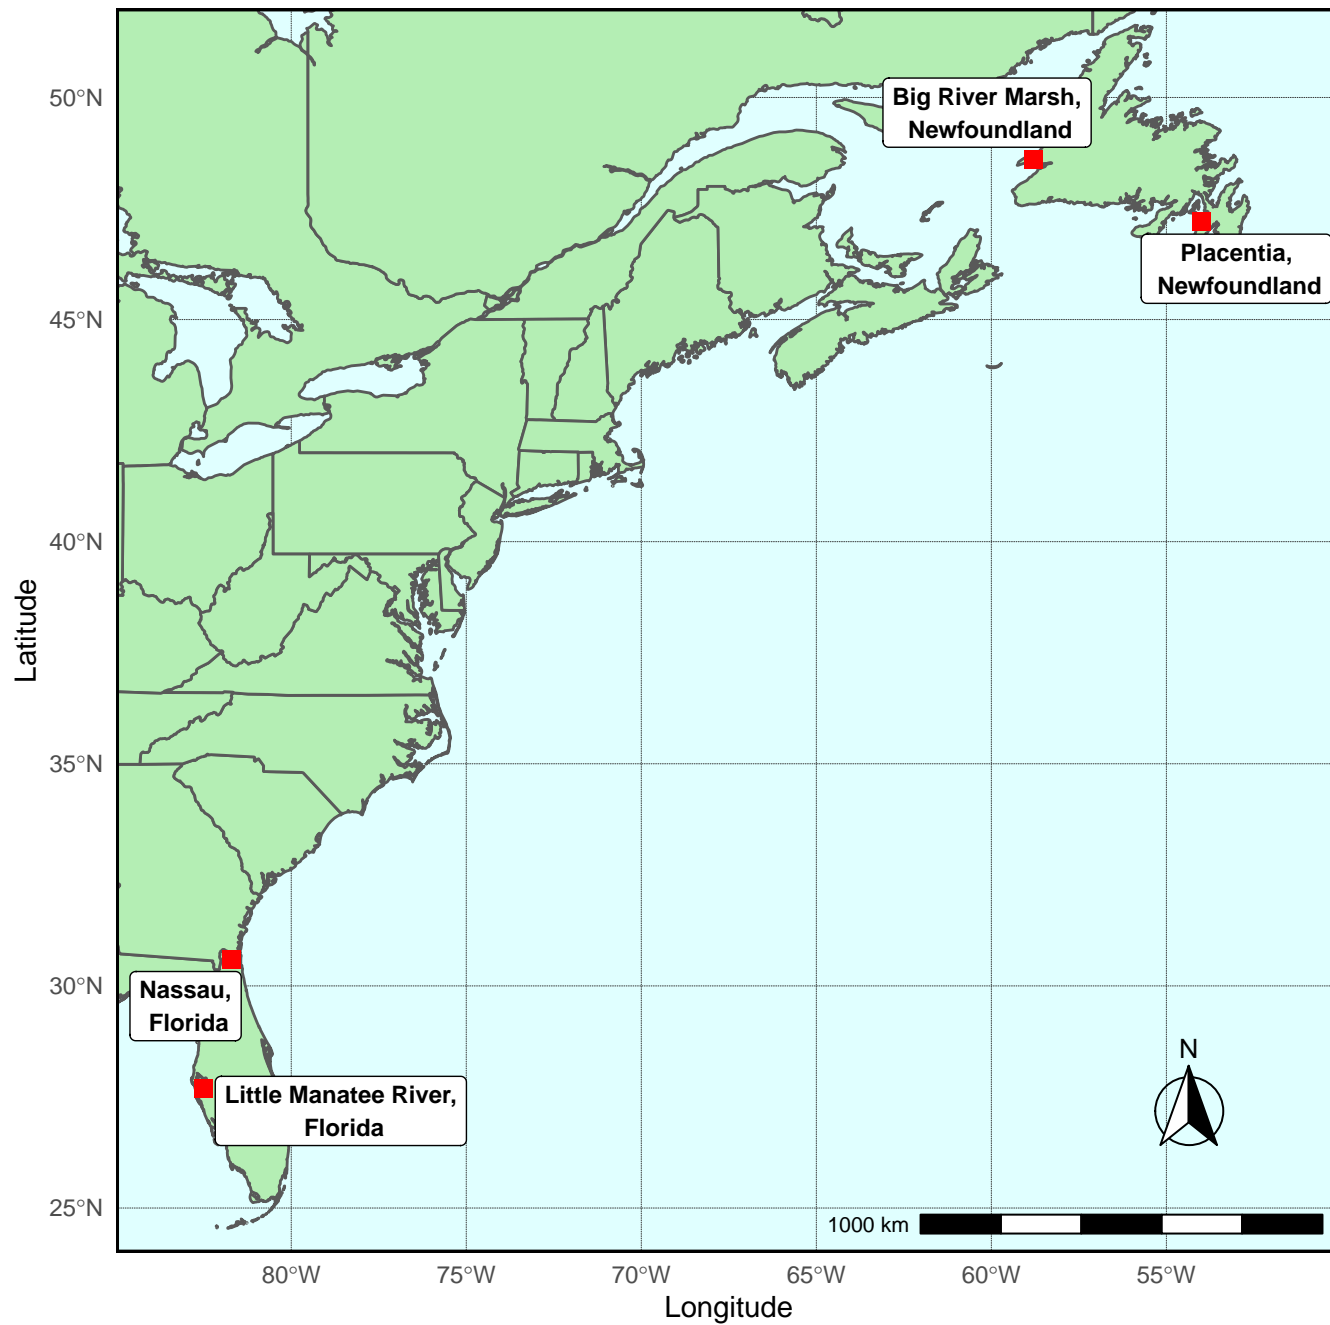 50°N
Big River Marsh,
Newfoundland
Placentia,
Newfoundland
45°N
40°N
Latitude
35°N
30°N
Nassau,
Florida
Little Manatee River,
Florida
N
25°N
1000 km
80°W
75°W
70°W
65°W
60°W
55°W
Longitude